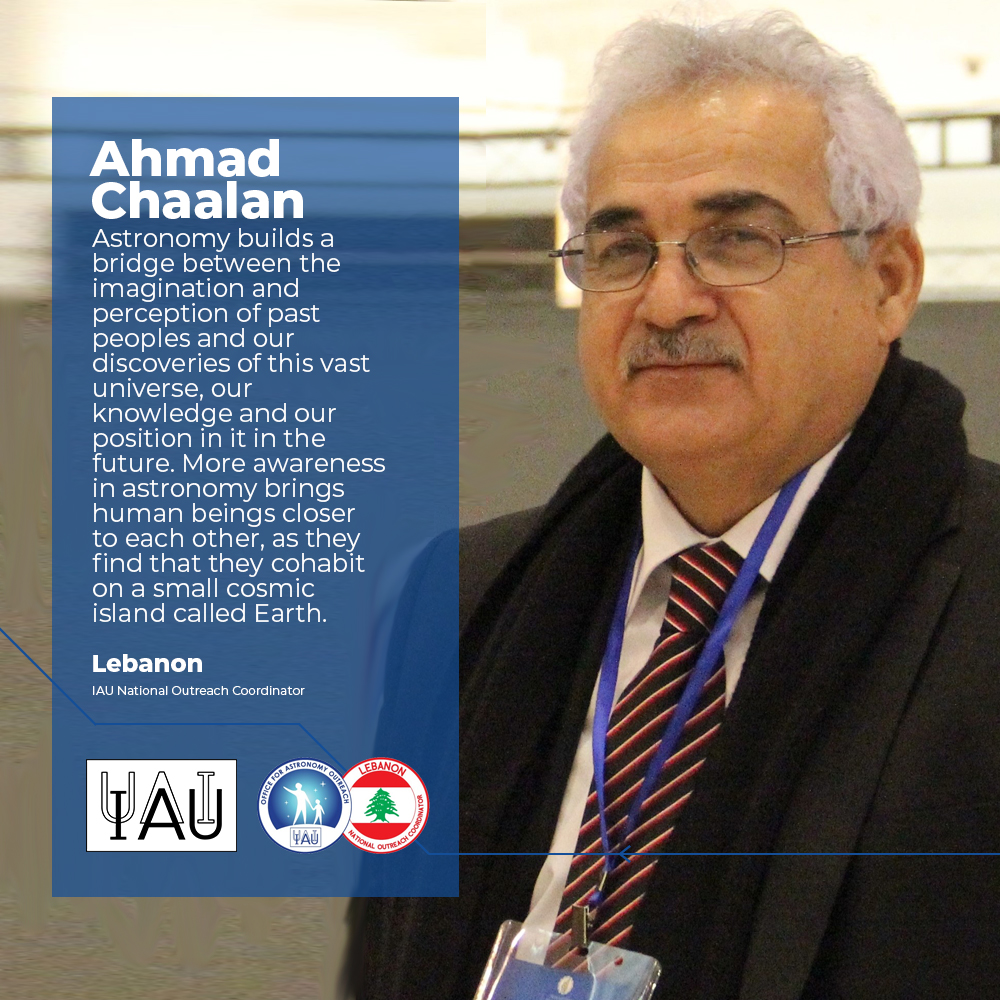 Ahmad
Chaalan
Astronomy builds a
bridge between the
imagination and
perception of past
peoples and our
discoveries of this vast
universe, our
knowledge and our
position in it in the
future. More awareness
in astronomy brings
human beings closer
to each other, as they
find that they cohabit
on a small cosmic
island called Earth.
Lebanon
IAU National Outreach Coordinator
UAI
IAU
OFFICE FOR ASTRONOMY OUTREACH
UAI
IAU
LEBANON
NATIONAL OUTREACH COORDINATOR